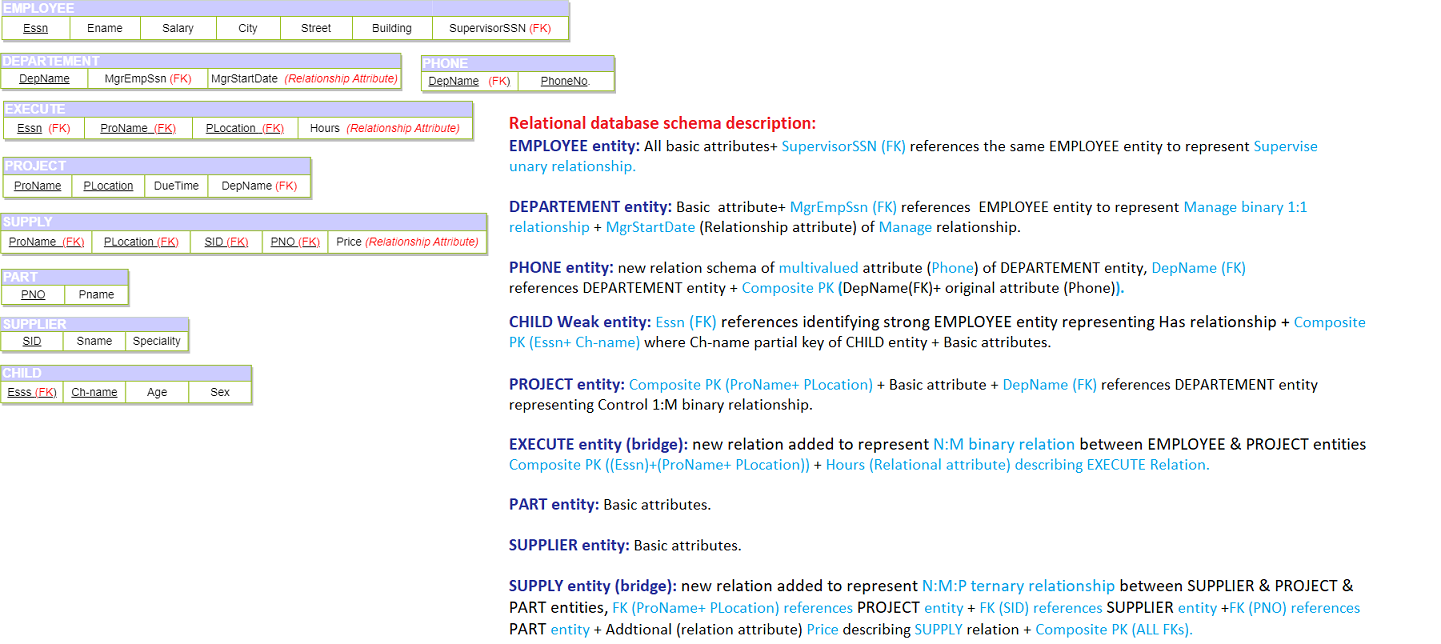 EMPLOYEE
Essn Ename Salary City Street Building SupervisorSSN (FK)
DEPARTEMENT
DepName MgrEmpSsn (FK) MgrStartDate (Relationship Attribute)
PHONE
DepName (FK) PhoneNo.
EXECUTE
Essn (FK) ProName (FK) PLocation (FK) Hours (Relationship Attribute)
PROJECT
ProName PLocation DueTime DepName (FK)
SUPPLY
ProName (FK) PLocation (FK) SID (FK) PNO (FK) Price (Relationship Attribute)
PART
PNO Pname
SUPPLIER
SID Sname Speciality
CHILD
Esss (FK) Ch-name Age Sex
Relational database schema description:
EMPLOYEE entity: All basic attributes+ SupervisorSSN (FK) references the same EMPLOYEE entity to represent Supervise
unary relationship.
DEPARTEMENT entity: Basic attribute+ MgrEmpSsn (FK) references EMPLOYEE entity to represent Manage binary 1:1
relationship + MgrStartDate (Relationship attribute) of Manage relationship.
PHONE entity: new relation schema of multivalued attribute (Phone) of DEPARTEMENT entity, DepName (FK)
references DEPARTEMENT entity + Composite PK (DepName(FK)+ original attribute (Phone)).
CHILD Weak entity: Essn (FK) references identifying strong EMPLOYEE entity representing Has relationship + Composite
PK (Essn+ Ch-name) where Ch-name partial key of CHILD entity + Basic attributes.
PROJECT entity: Composite PK (ProName+ PLocation) + Basic attribute + DepName (FK) references DEPARTEMENT entity
representing Control 1:M binary relationship.
EXECUTE entity (bridge): new relation added to represent N:M binary relation between EMPLOYEE & PROJECT entities
Composite PK ((Essn)+(ProName+ PLocation)) + Hours (Relational attribute) describing EXECUTE Relation.
PART entity: Basic attributes.
SUPPLIER entity: Basic attributes.
SUPPLY entity (bridge): new relation added to represent N:M:P ternary relationship between SUPPLIER & PROJECT &
PART entities, FK (ProName+ PLocation) references PROJECT entity + FK (SID) references SUPPLIER entity +FK (PNO) references
PART entity + Addtional (relation attribute) Price describing SUPPLY relation + Composite PK (ALL FKs).